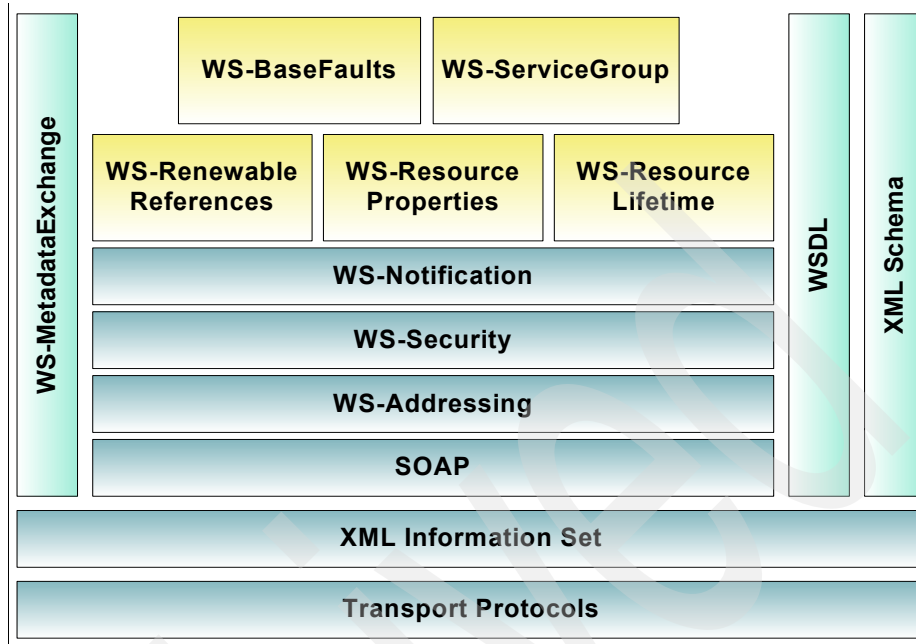 WS-MetadataExchange
WS-BaseFaults
WS-ServiceGroup
WS-Renewable
References
WS-Resource
Properties
WS-Resource
Lifetime
WS-Notification
WS-Security
WS-Addressing
SOAP
WSDL
XML Schema
XML Information Set
Transport Protocols